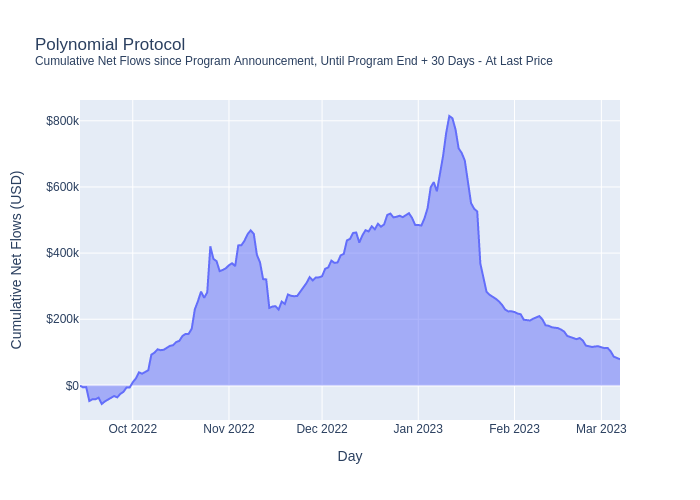 Polynomial Protocol
Cumulative Net Flows since Program Announcement, Until Program End + 30 Days - At Last Price
Cumulative Net Flows (USD)
$800k
$600k
$400k
$200k
$0
Oct 2022 Nov 2022 Dec 2022 Jan 2023 Feb 2023 Mar 2023
Day